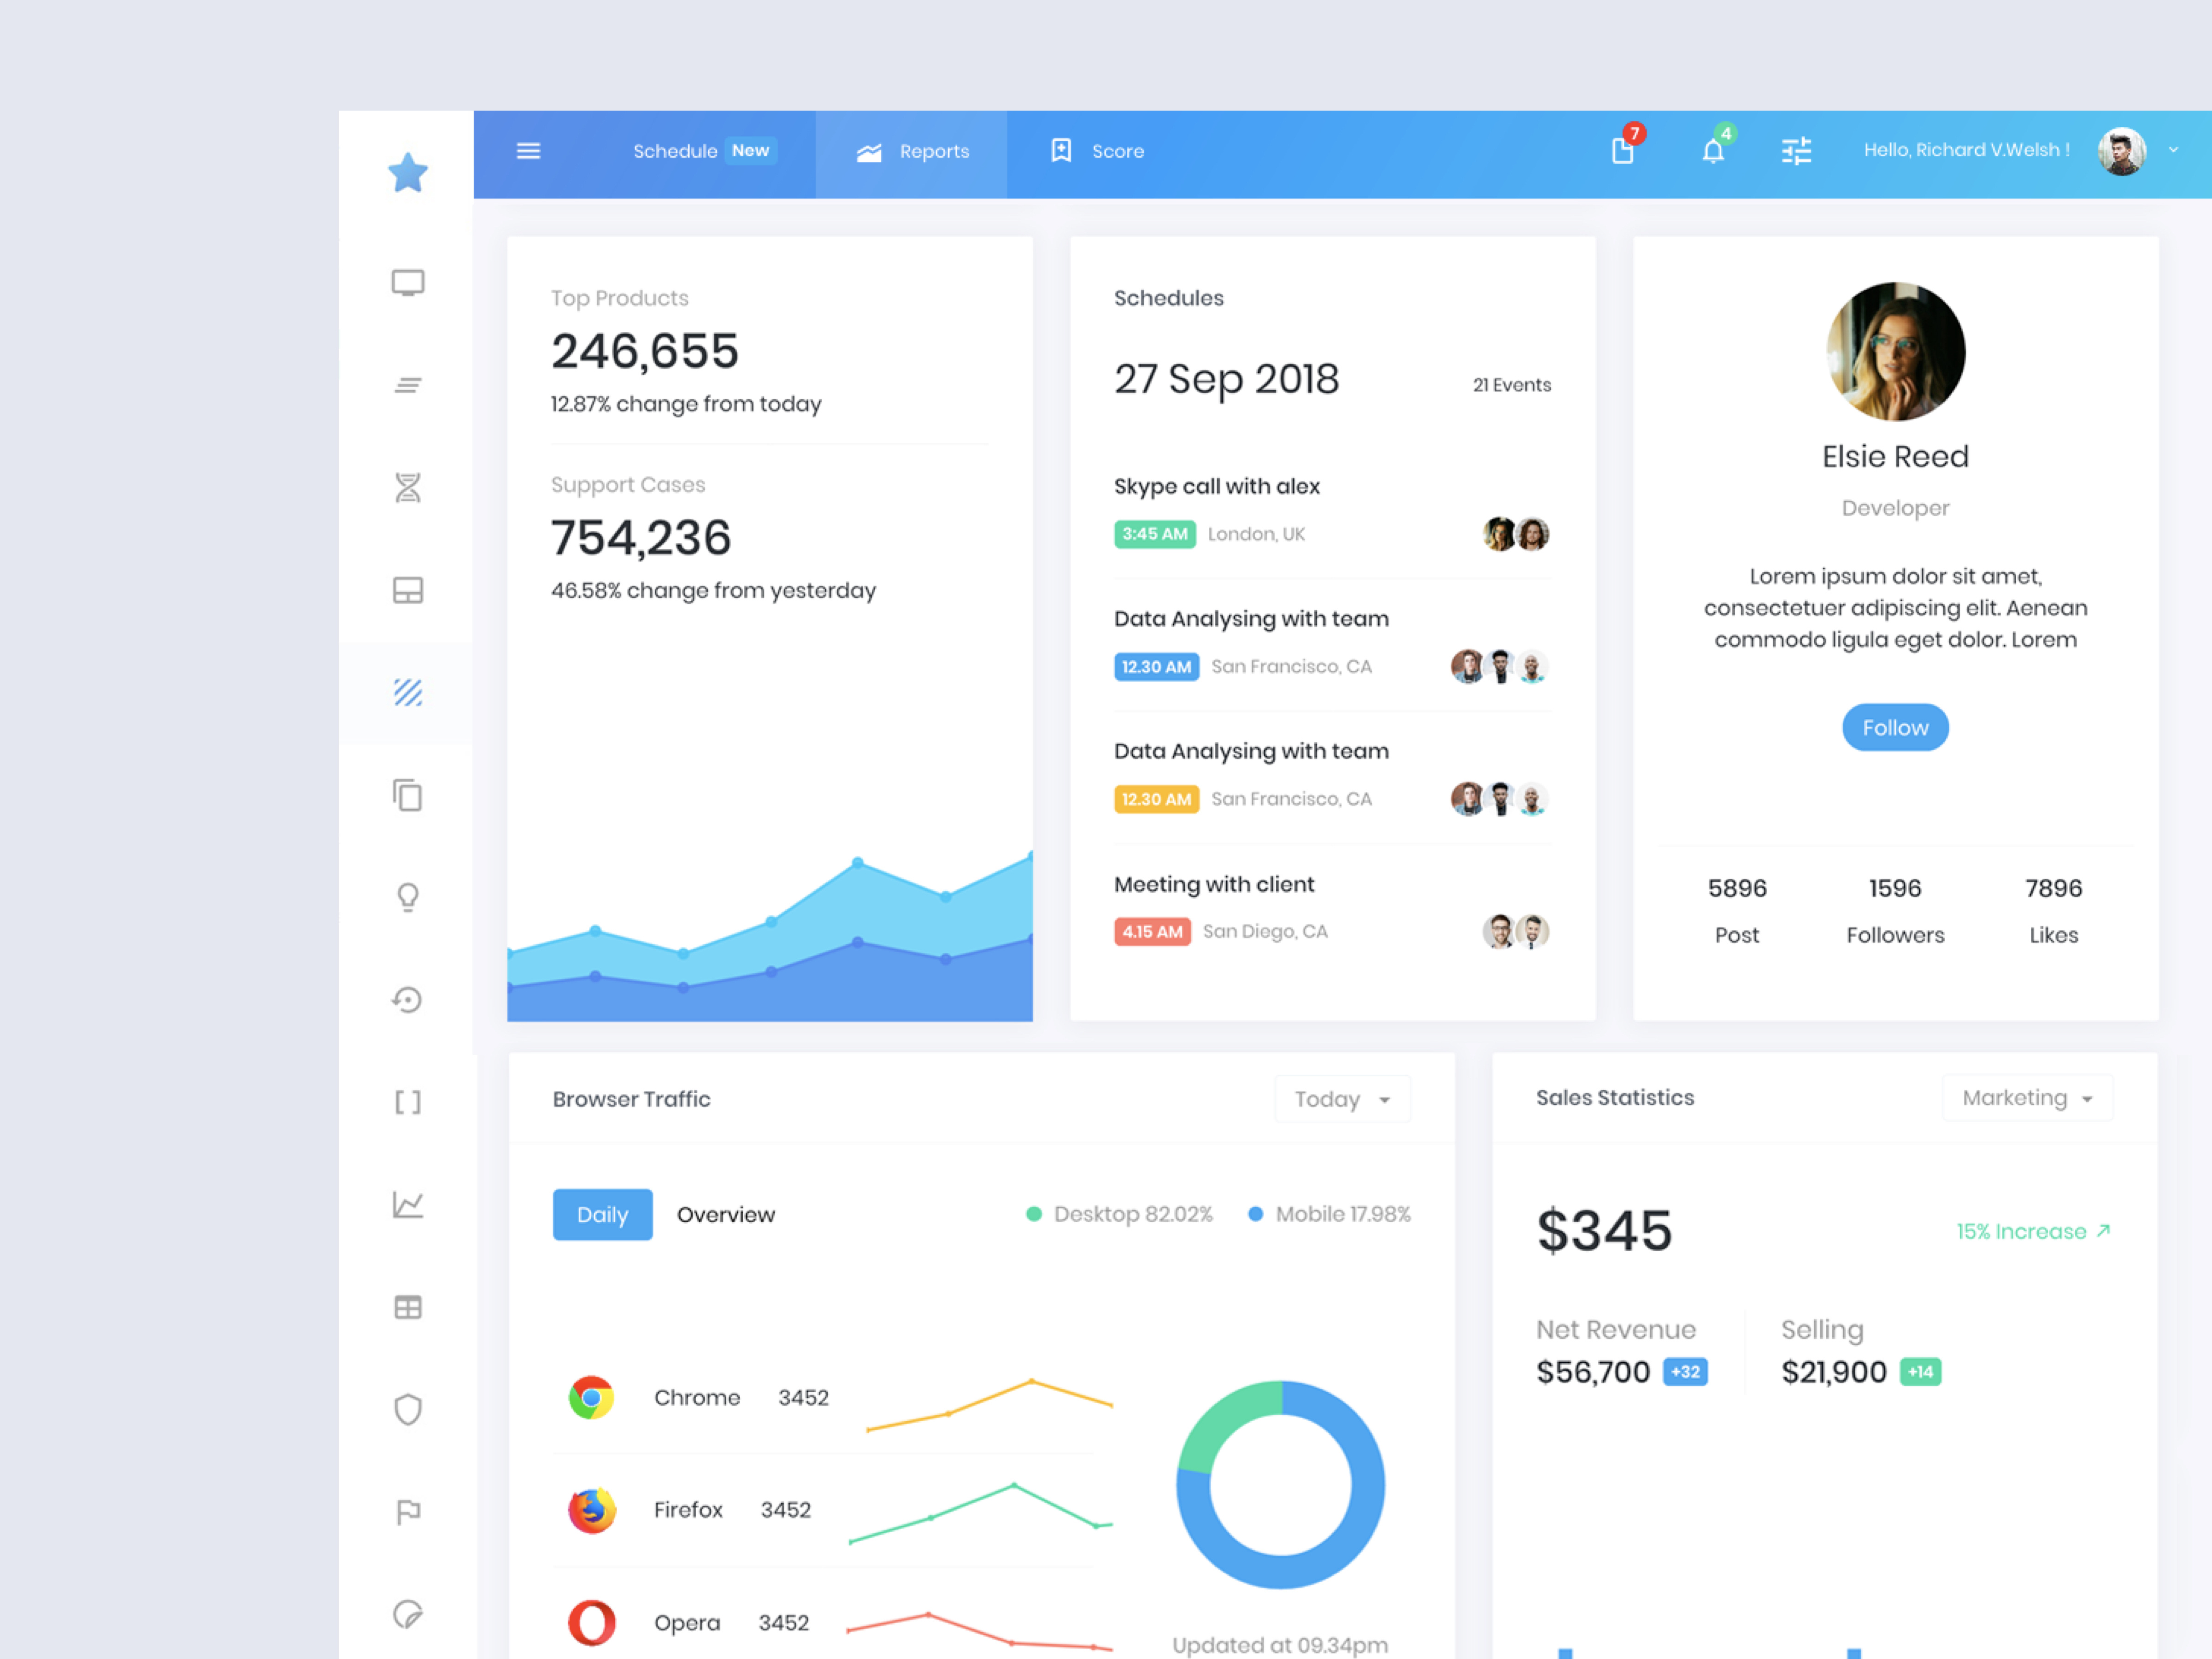 Schedule New
Reports
Score
7
4
Hello, Richard V.Welsh !
Top Products
246,655
12.87% change from today
Support Cases
754,236
46.58% change from yesterday
Schedules
27 Sep 2018
21 Events
Skype call with alex
3:45 AM London, UK
Data Analysing with team
12.30 AM San Francisco, CA
Data Analysing with team
12.30 AM San Francisco, CA
Meeting with client
4.15 AM San Diego, CA
Elsie Reed
Developer
Lorem ipsum dolor sit amet,
consectetuer adipiscing elit. Aenean
commodo ligula eget dolor. Lorem
Follow
5896
Post
1596
Followers
7896
Likes
Browser Traffic
Today
Daily
Overview
Desktop 82.02%
Mobile 17.98%
Chrome 3452
Firefox 3452
Opera 3452
Updated at 09.34pm
Sales Statistics
Marketing
$345
15% Increase
Net Revenue
$56,700 +32
Selling
$21,900 +14